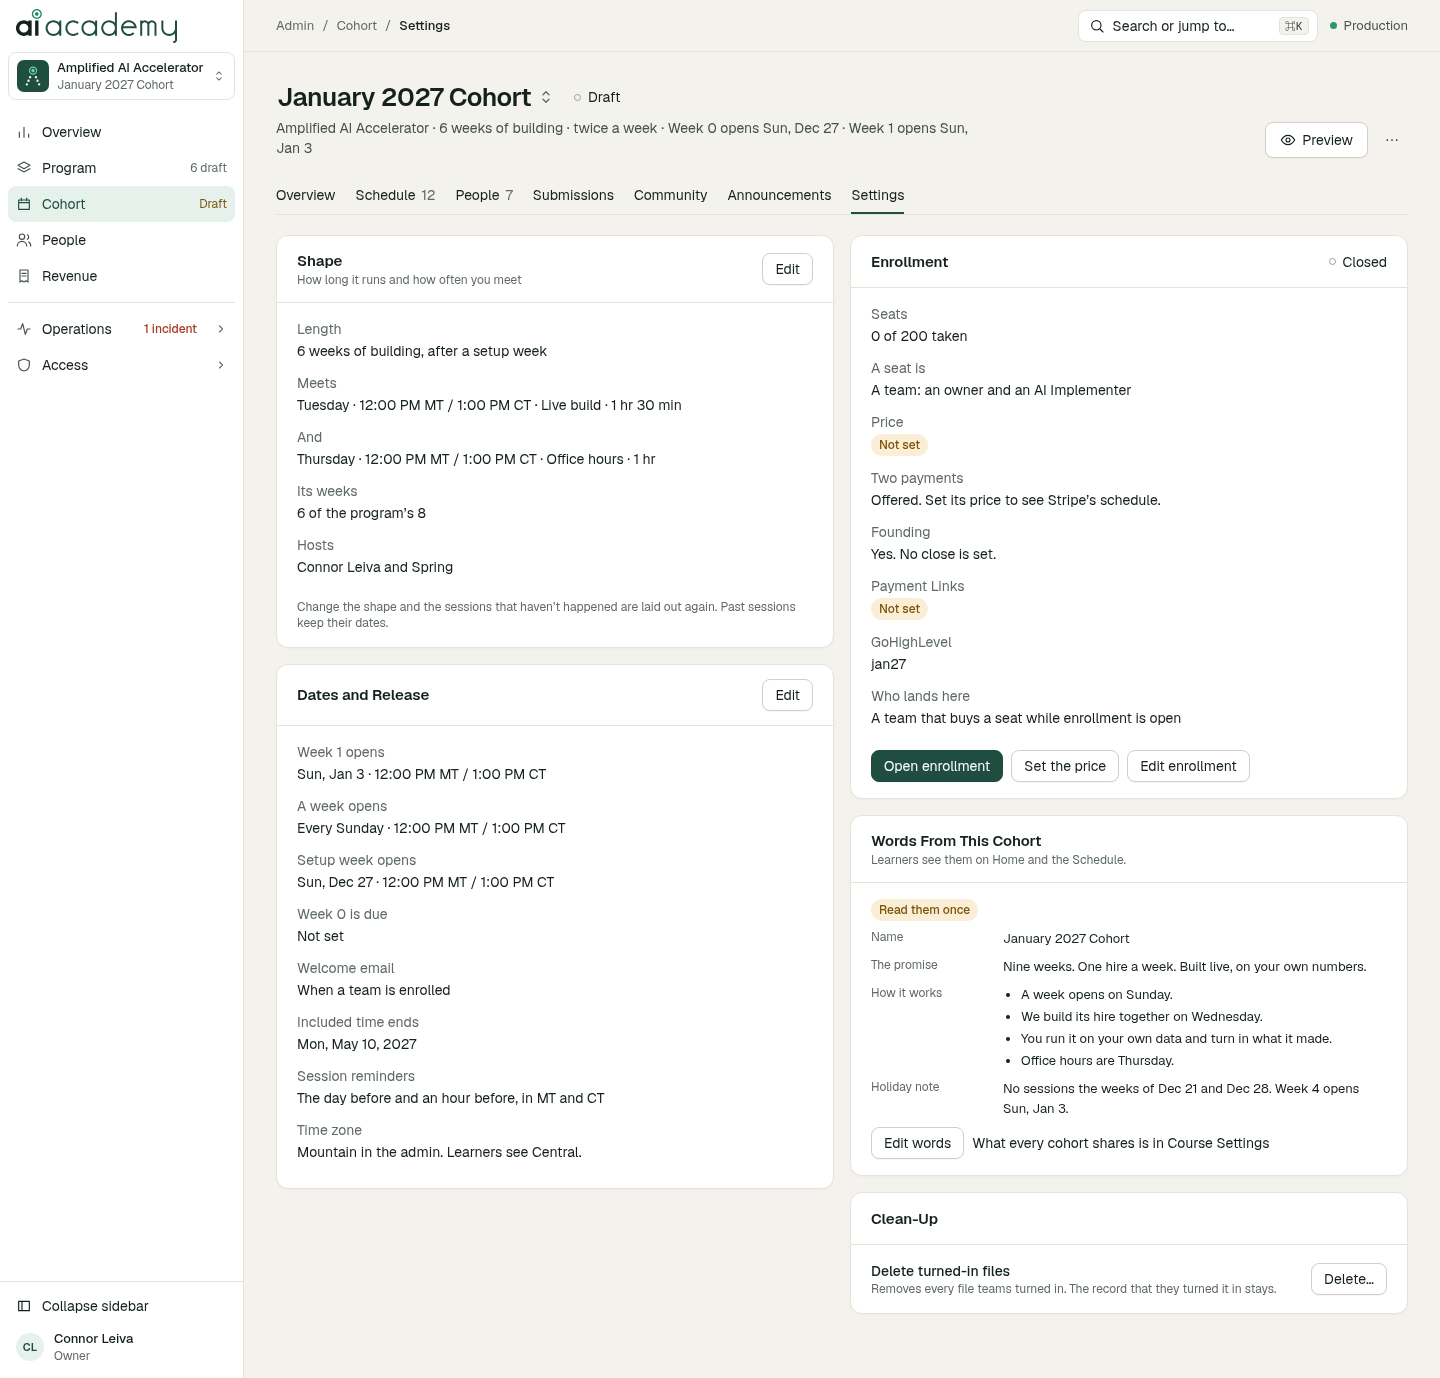 ai academy
Amplified AI Accelerator
January 2027 Cohort
Overview
Program 6 draft
Cohort Draft
People
Revenue
Operations 1 incident
Access
Collapse sidebar
CL
Connor Leiva
Owner
Admin / Cohort / Settings
Search or jump to… ⌘K
Production
January 2027 Cohort
Draft
Amplified AI Accelerator · 6 weeks of building · twice a week · Week 0 opens Sun, Dec 27 · Week 1 opens Sun,
Jan 3
Preview
Overview Schedule 12 People 7 Submissions Community Announcements Settings
Shape
How long it runs and how often you meet
Edit
Length
6 weeks of building, after a setup week
Meets
Tuesday · 12:00 PM MT / 1:00 PM CT · Live build · 1 hr 30 min
And
Thursday · 12:00 PM MT / 1:00 PM CT · Office hours · 1 hr
Its weeks
6 of the program’s 8
Hosts
Connor Leiva and Spring
Change the shape and the sessions that haven’t happened are laid out again. Past sessions
keep their dates.
Dates and Release
Edit
Week 1 opens
Sun, Jan 3 · 12:00 PM MT / 1:00 PM CT
A week opens
Every Sunday · 12:00 PM MT / 1:00 PM CT
Setup week opens
Sun, Dec 27 · 12:00 PM MT / 1:00 PM CT
Week 0 is due
Not set
Welcome email
When a team is enrolled
Included time ends
Mon, May 10, 2027
Session reminders
The day before and an hour before, in MT and CT
Time zone
Mountain in the admin. Learners see Central.
Enrollment
Closed
Seats
0 of 200 taken
A seat is
A team: an owner and an AI Implementer
Price
Not set
Two payments
Offered. Set its price to see Stripe’s schedule.
Founding
Yes. No close is set.
Payment Links
Not set
GoHighLevel
jan27
Who lands here
A team that buys a seat while enrollment is open
Open enrollment Set the price Edit enrollment
Words From This Cohort
Learners see them on Home and the Schedule.
Read them once
Name January 2027 Cohort
The promise Nine weeks. One hire a week. Built live, on your own numbers.
How it works • A week opens on Sunday.
• We build its hire together on Wednesday.
• You run it on your own data and turn in what it made.
• Office hours are Thursday.
Holiday note No sessions the weeks of Dec 21 and Dec 28. Week 4 opens
Sun, Jan 3.
Edit words What every cohort shares is in Course Settings
Clean-Up
Delete turned-in files
Removes every file teams turned in. The record that they turned it in stays.
Delete…